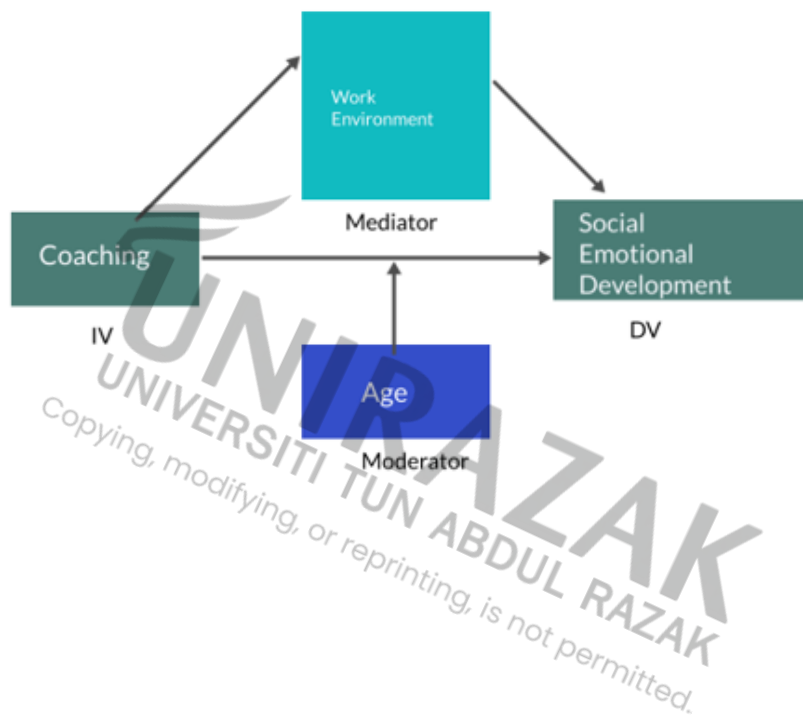 Work
Environment
Mediator
Coaching
Social
Emotional
Development
IV
DV
Age
Moderator
UNIRAZAK
UNIVERSITI TUN ABDUL RAZAK
Copying, modifying, or reprinting, is not permitted.